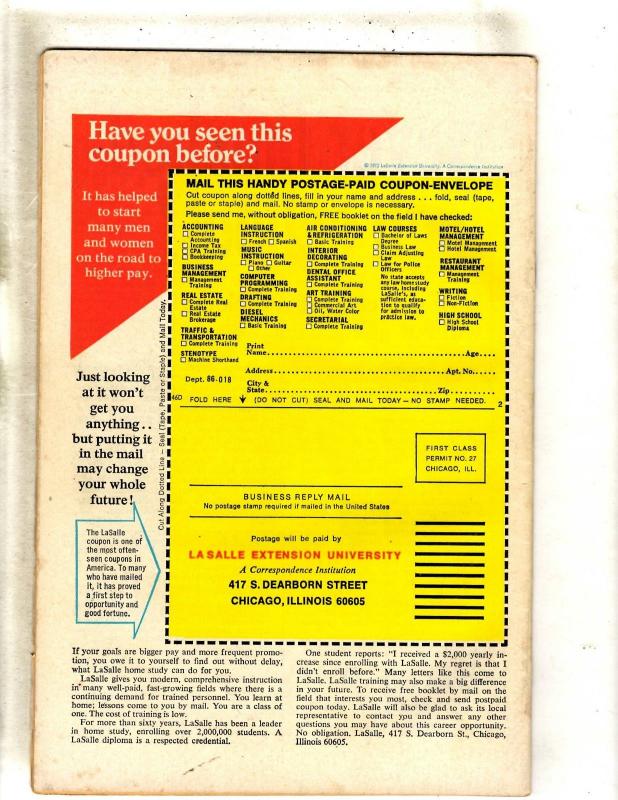 Have you seen this
coupon before?
© 1972 LaSalle Extension University, A Correspondence Institution
It has helped
to start
many men
and women
on the road to
higher pay.
MAIL THIS HANDY POSTAGE-PAID COUPON-ENVELOPE
Cut coupon along dotted lines, fill in your name and address . . . fold, seal (tape,
paste or staple) and mail. No stamp or envelope is necessary.
Please send me, without obligation, FREE booklet on the field I have checked:
ACCOUNTING
Complete
Accounting
Income Tax
CPA Training
Bookkeeping
BUSINESS
MANAGEMENT
Management
Training
REAL ESTATE
Complete Real
Estate
Real Estate
Brokerage
TRAFFIC &
TRANSPORTATION
Complete Training
STENOTYPE
Machine Shorthand
LANGUAGE
INSTRUCTION
French Spanish
MUSIC
INSTRUCTION
Piano Guitar
Other
COMPUTER
PROGRAMMING
Complete Training
DRAFTING
Complete Training
DIESEL
MECHANICS
Basic Training
AIR CONDITIONING
& REFRIGERATION
Basic Training
INTERIOR
DECORATING
Complete Training
DENTAL OFFICE
ASSISTANT
Complete Training
ART TRAINING
Complete Training
Commercial Art
Oil, Water Color
SECRETARIAL
Complete Training
LAW COURSES
Bachelor of Laws
Degree
Business Law
Claim Adjusting
Law
Law for Police
Officers
No state accepts
any law home study
course, including
LaSalle's, as
sufficient educa-
tion to qualify
for admission to
practice law.
MOTEL/HOTEL
MANAGEMENT
Motel Management
Hotel Management
RESTAURANT
MANAGEMENT
Management
Training
WRITING
Fiction
Non-Fiction
HIGH SCHOOL
High School
Diploma
Print
Name Age
Address Apt. No.
Dept. 86-018
City &
State Zip
46D FOLD HERE (DO NOT CUT) SEAL AND MAIL TODAY – NO STAMP NEEDED. 2
Cut Along Dotted Line – Seal (Tape, Paste or Staple) and Mail Today.
Just looking
at it won't
get you
anything . .
but putting it
in the mail
may change
your whole
future!
The LaSalle
coupon is one of
the most often-
seen coupons in
America. To many
who have mailed
it, it has proved
a first step to
opportunity and
good fortune.
FIRST CLASS
PERMIT NO. 27
CHICAGO, ILL.
BUSINESS REPLY MAIL
No postage stamp required if mailed in the United States
Postage will be paid by
LASALLE EXTENSION UNIVERSITY
A Correspondence Institution
417 S. DEARBORN STREET
CHICAGO, ILLINOIS 60605
If your goals are bigger pay and more frequent promo-
tion, you owe it to yourself to find out without delay,
what LaSalle home study can do for you.
LaSalle gives you modern, comprehensive instruction
in many well-paid, fast-growing fields where there is a
continuing demand for trained personnel. You learn at
home; lessons come to you by mail. You are a class of
one. The cost of training is low.
For more than sixty years, LaSalle has been a leader
in home study, enrolling over 2,000,000 students. A
LaSalle diploma is a respected credential.
One student reports: "I received a $2,000 yearly in-
crease since enrolling with LaSalle. My regret is that I
didn't enroll before." Many letters like this come to
LaSalle. LaSalle training may also make a big difference
in your future. To receive free booklet by mail on the
field that interests you most, check and send postpaid
coupon today. LaSalle will also be glad to ask its local
representative to contact you and answer any other
questions you may have about this career opportunity.
No obligation. LaSalle, 417 S. Dearborn St., Chicago,
Illinois 60605.